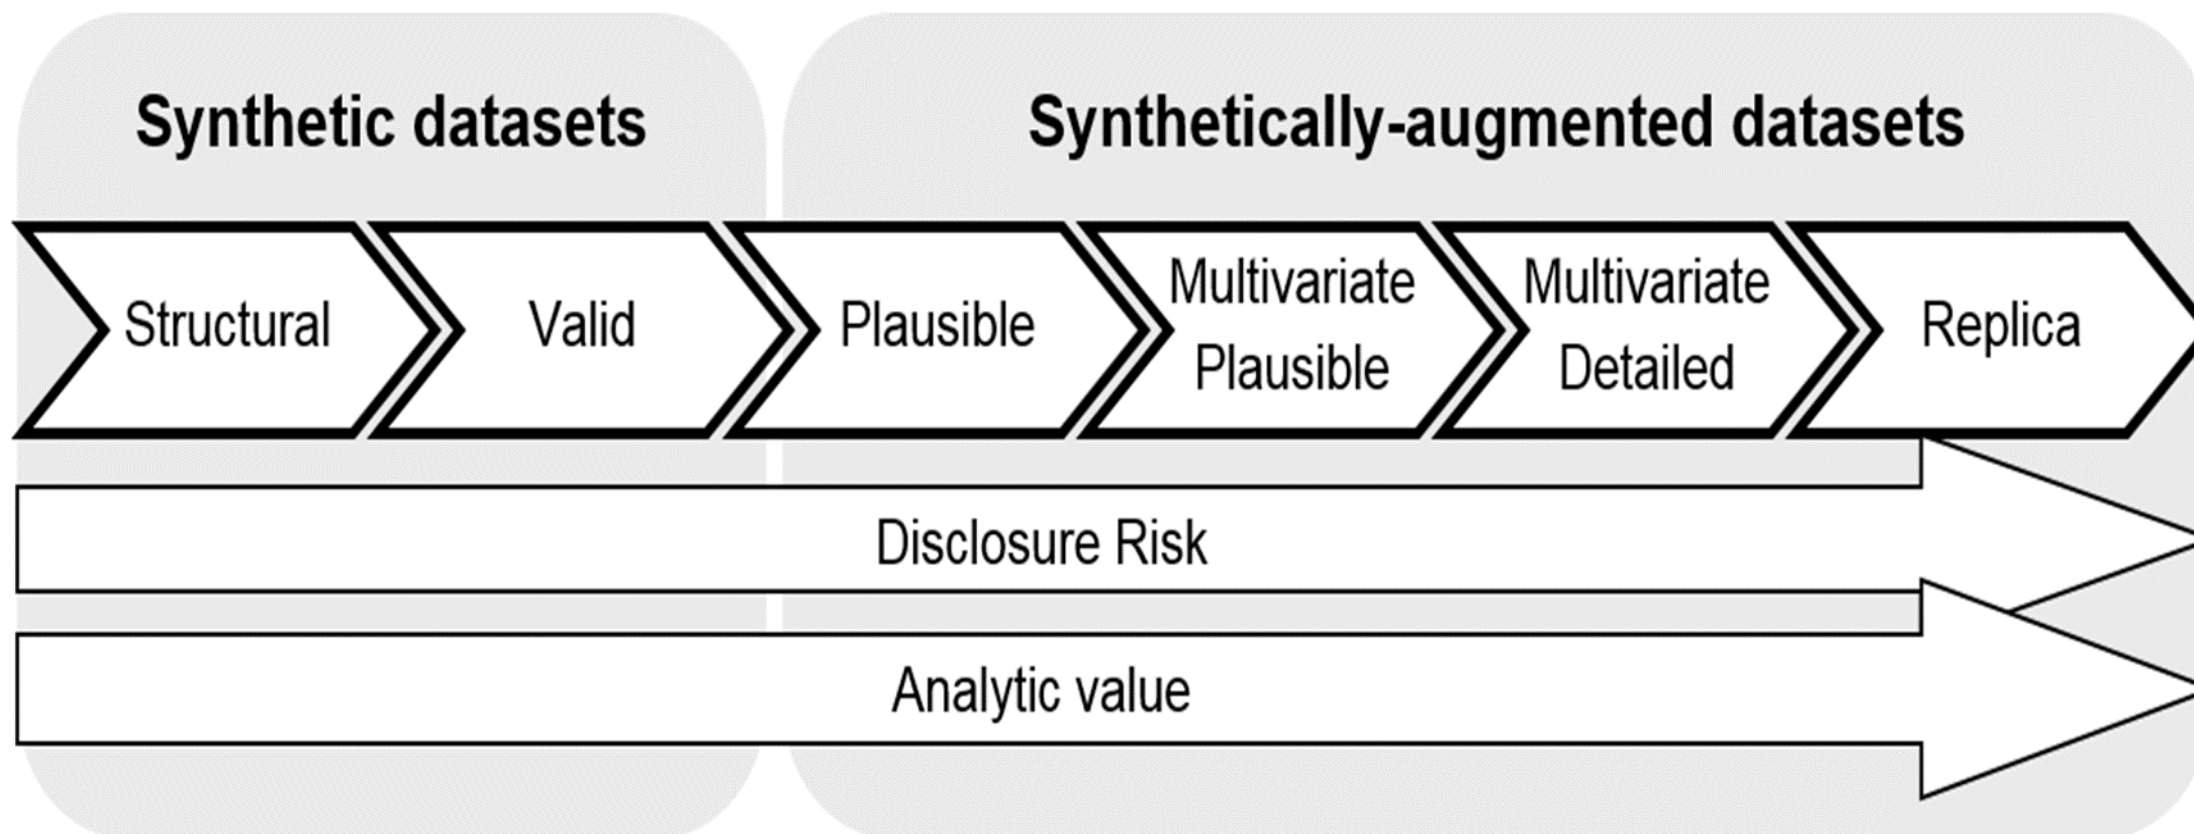 Synthetic datasets
Synthetically-augmented datasets
Structural
Valid
Plausible
Multivariate
Plausible
Multivariate
Detailed
Replica
Disclosure Risk
Analytic value